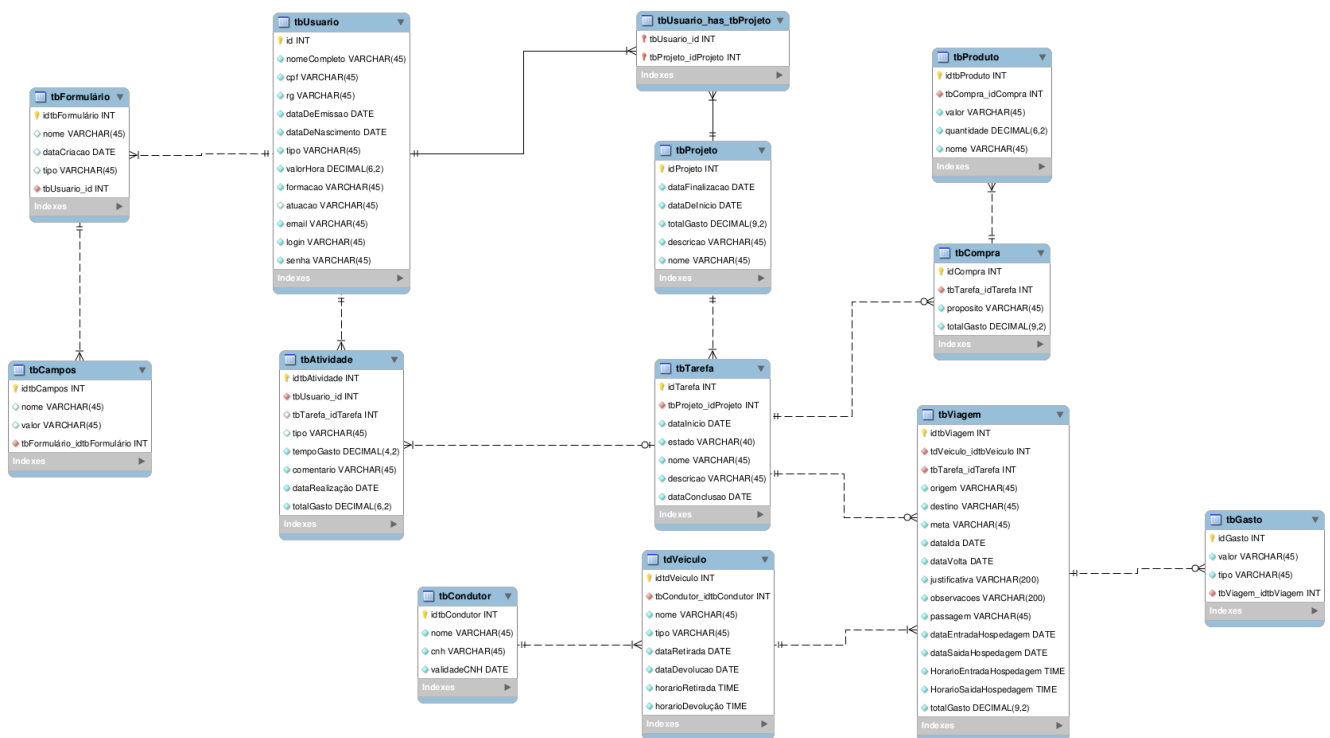 tbUsuario
id INT
nomeCompleto VARCHAR(45)
cpf VARCHAR(45)
rg VARCHAR(45)
dataDeEmissao DATE
dataDeNascimento DATE
tipo VARCHAR(45)
valorHora DECIMAL(6,2)
formacao VARCHAR(45)
atuacao VARCHAR(45)
email VARCHAR(45)
login VARCHAR(45)
senha VARCHAR(45)
Indexes
tbUsuario_has_tbProjeto
tbUsuario_id INT
tbProjeto_idProjeto INT
Indexes
tbProduto
idtbProduto INT
tbCompra_idCompra INT
valor VARCHAR(45)
quantidade DECIMAL(6,2)
nome VARCHAR(45)
Indexes
tbFormulário
idtbFormulário INT
nome VARCHAR(45)
dataCriacao DATE
tipo VARCHAR(45)
tbUsuario_id INT
Indexes
tbProjeto
idProjeto INT
dataFinalizacao DATE
dataDeInicio DATE
totalGasto DECIMAL(9,2)
descricao VARCHAR(45)
nome VARCHAR(45)
Indexes
tbCompra
idCompra INT
tbTarefa_idTarefa INT
proposito VARCHAR(45)
totalGasto DECIMAL(9,2)
Indexes
tbCampos
idtbCampos INT
nome VARCHAR(45)
valor VARCHAR(45)
tbFormulário_idtbFormulário INT
Indexes
tbAtividade
idtbAtividade INT
tbUsuario_id INT
tbTarefa_idTarefa INT
tipo VARCHAR(45)
tempoGasto DECIMAL(4,2)
comentario VARCHAR(45)
dataRealização DATE
totalGasto DECIMAL(6,2)
Indexes
tbTarefa
idTarefa INT
tbProjeto_idProjeto INT
dataInicio DATE
estado VARCHAR(40)
nome VARCHAR(45)
descricao VARCHAR(45)
dataConclusao DATE
Indexes
tbViagem
idtbViagem INT
tdVeiculo_idtbVeiculo INT
tbTarefa_idTarefa INT
origem VARCHAR(45)
destino VARCHAR(45)
meta VARCHAR(45)
dataIda DATE
dataVolta DATE
justificativa VARCHAR(200)
observacoes VARCHAR(200)
passagem VARCHAR(45)
dataEntradaHospedagem DATE
dataSaidaHospedagem DATE
HorarioEntradaHospedagem TIME
HorarioSaidaHospedagem TIME
totalGasto DECIMAL(9,2)
Indexes
tbGasto
idGasto INT
valor VARCHAR(45)
tipo VARCHAR(45)
tbViagem_idtbViagem INT
Indexes
tbCondutor
idtbCondutor INT
nome VARCHAR(45)
cnh VARCHAR(45)
validadeCNH DATE
Indexes
tdVeiculo
idtdVeiculo INT
tbCondutor_idtbCondutor INT
nome VARCHAR(45)
tipo VARCHAR(45)
dataRetirada DATE
dataDevolucao DATE
horarioRetirada TIME
horarioDevolução TIME
Indexes